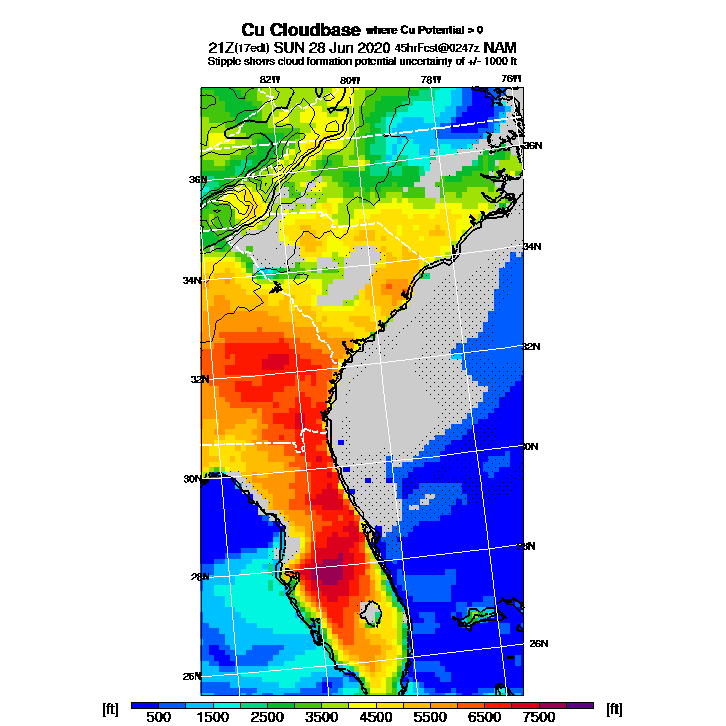 Cu Cloudbase where Cu Potential > 0
21Z(17edt) SUN 28 Jun 2020 45hrFcst@0247z NAM
Stipple shows cloud formation potential uncertainty of +/- 1000 ft
82W 80W 78W 76W
36N
36N
34N
34N
32N
32N
30N
30N
28N
28N
26N
26N
[ft] 500 1500 2500 3500 4500 5500 6500 7500 [ft]